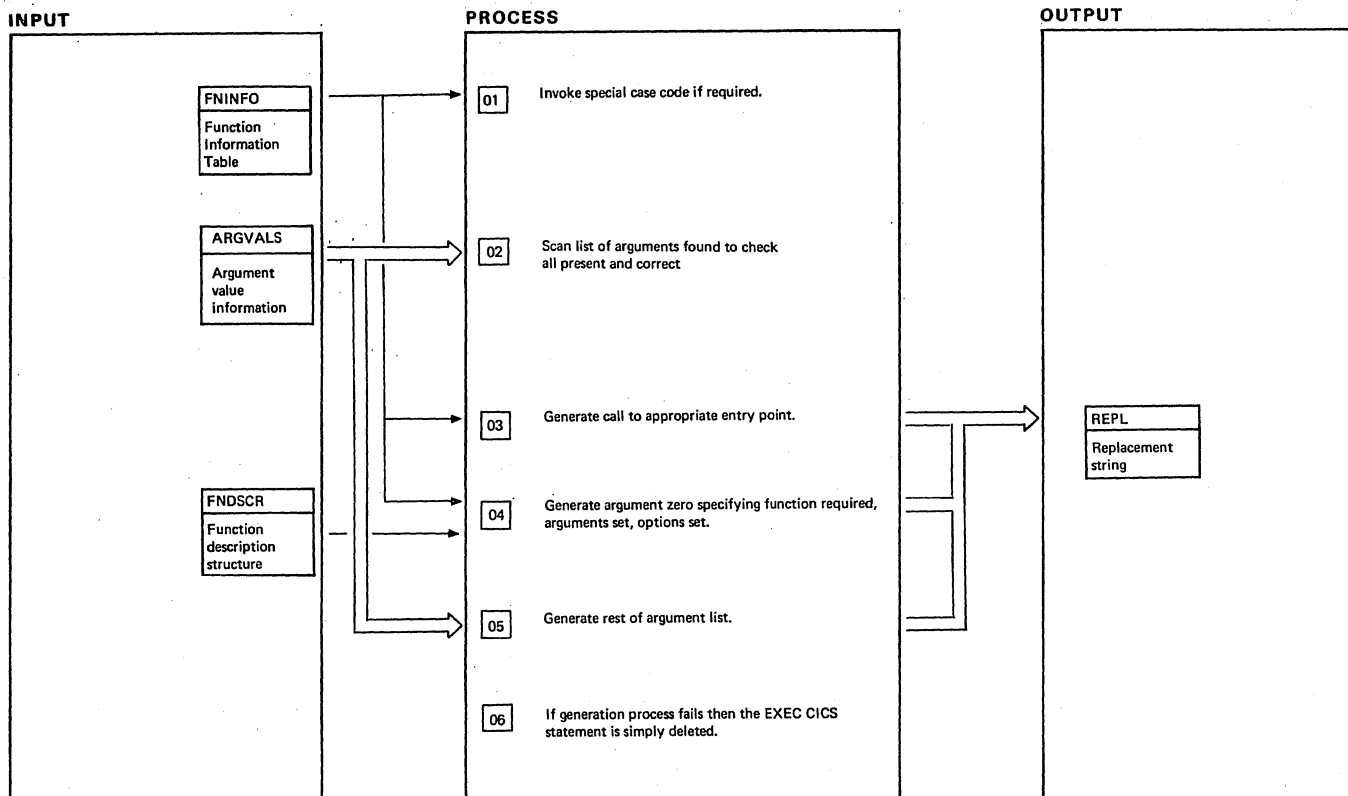 INPUT
PROCESS
OUTPUT
FNINFO
Function
Information
Table
01
Invoke special case code if required.
ARGVALS
Argument
value
information
02
Scan list of arguments found to check
all present and correct
03
Generate call to appropriate entry point.
REPL
Replacement
string
FNDSCR
Function
description
structure
04
Generate argument zero specifying function required,
arguments set, options set.
05
Generate rest of argument list.
06
If generation process fails then the EXEC CICS
statement is simply deleted.